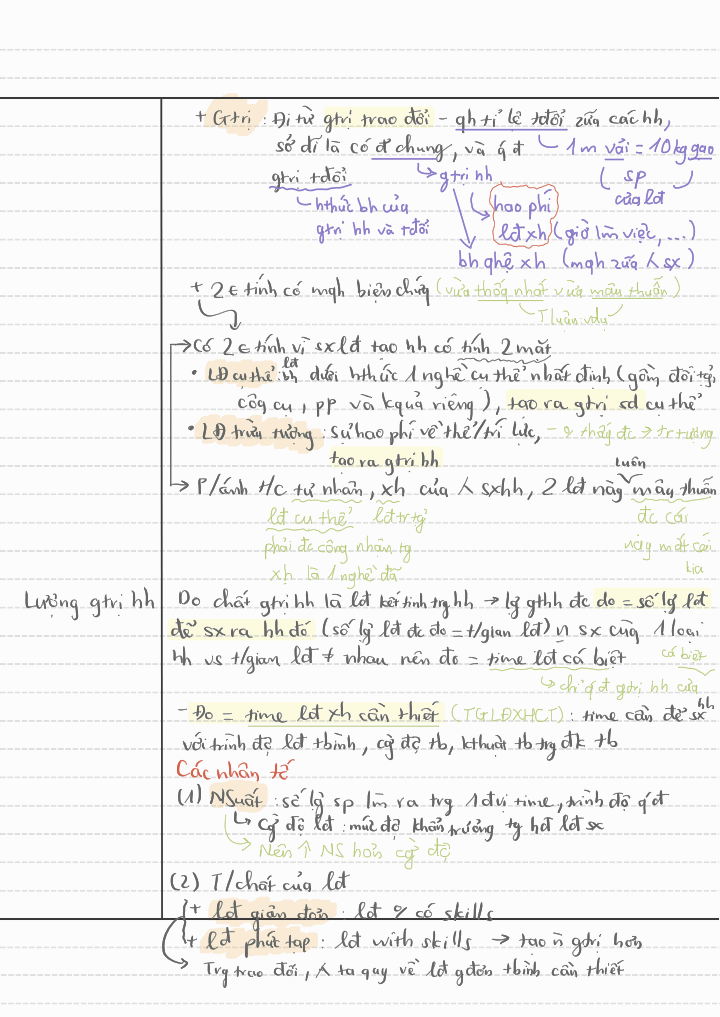 + Gtrị : Đi từ gtrị trao đổi - qh tỉ lệ tđổi zữa các hh,
sở dĩ là có đ' chung, và q đ ↳ 1m vải = 10kg gạo
gtrị tđổi ↳ gtrị hh ( sp )
↳ hthức bh của hao phí của lđ
gtrị hh và tđổi lđ xh (giờ làm việc, ...)
bh qhệ xh (mqh zữa sx)
+ 2 tính có mqh biện chứng (vừa thống nhất vừa mâu thuẫn)
T luận vdụ
→ Có 2 tính vì sx lđ tạo hh có tính 2 mặt
• LĐ cụ thể : lđ hh dưới hthức 1 nghề cụ thể nhất định (gồm đối tg,
công cụ, pp và kquả riêng), tạo ra gtrị sd cụ thể
• LĐ trừu tượng : sự hao phí về thể/trí lực, - thấy đc → tr tượng
tạo ra gtrị hh luôn
→ P/ánh t/c tư nhân, xh của sxhh, 2 lđ này mâu thuẫn
lđ cụ thể lđ tr tg đc cái
phải đc công nhận tg này mất cái
xh là 1 nghề đã kia
Lượng gtrị hh Do chất gtrị hh là lđ kết tinh trg hh → lg gthh đc đo = số lg lđ
để sx ra hh đó (số lg lđ đc đo = t/gian lđ) n sx cùng 1 loại
hh vs t/gian lđ ≠ nhau nên đo = time lđ cá biệt cá biệt
↳ chỉ q đ gtrị hh của
- Đo = time lđ xh cần thiết (TGLĐXHCT) : time cần để sx hh
với trình độ lđ tbình, cg độ tb, kthuật tb trg đk tb
Các nhân tố
(1) NSuất : số lg sp lm ra trg 1 đvị time, trình độ q đ
↳ Cg độ lđ : mức độ khẩn trương tg hđ lđ sx
→ Nên ↑ NS hơn cg độ
(2) T/chất của lđ
+ lđ giản đơn : lđ có skills
+ lđ phức tạp : lđ with skills → tạo n gtrị hơn
→ Trg trao đổi, ta quy về lđ gđơn tbình cần thiết